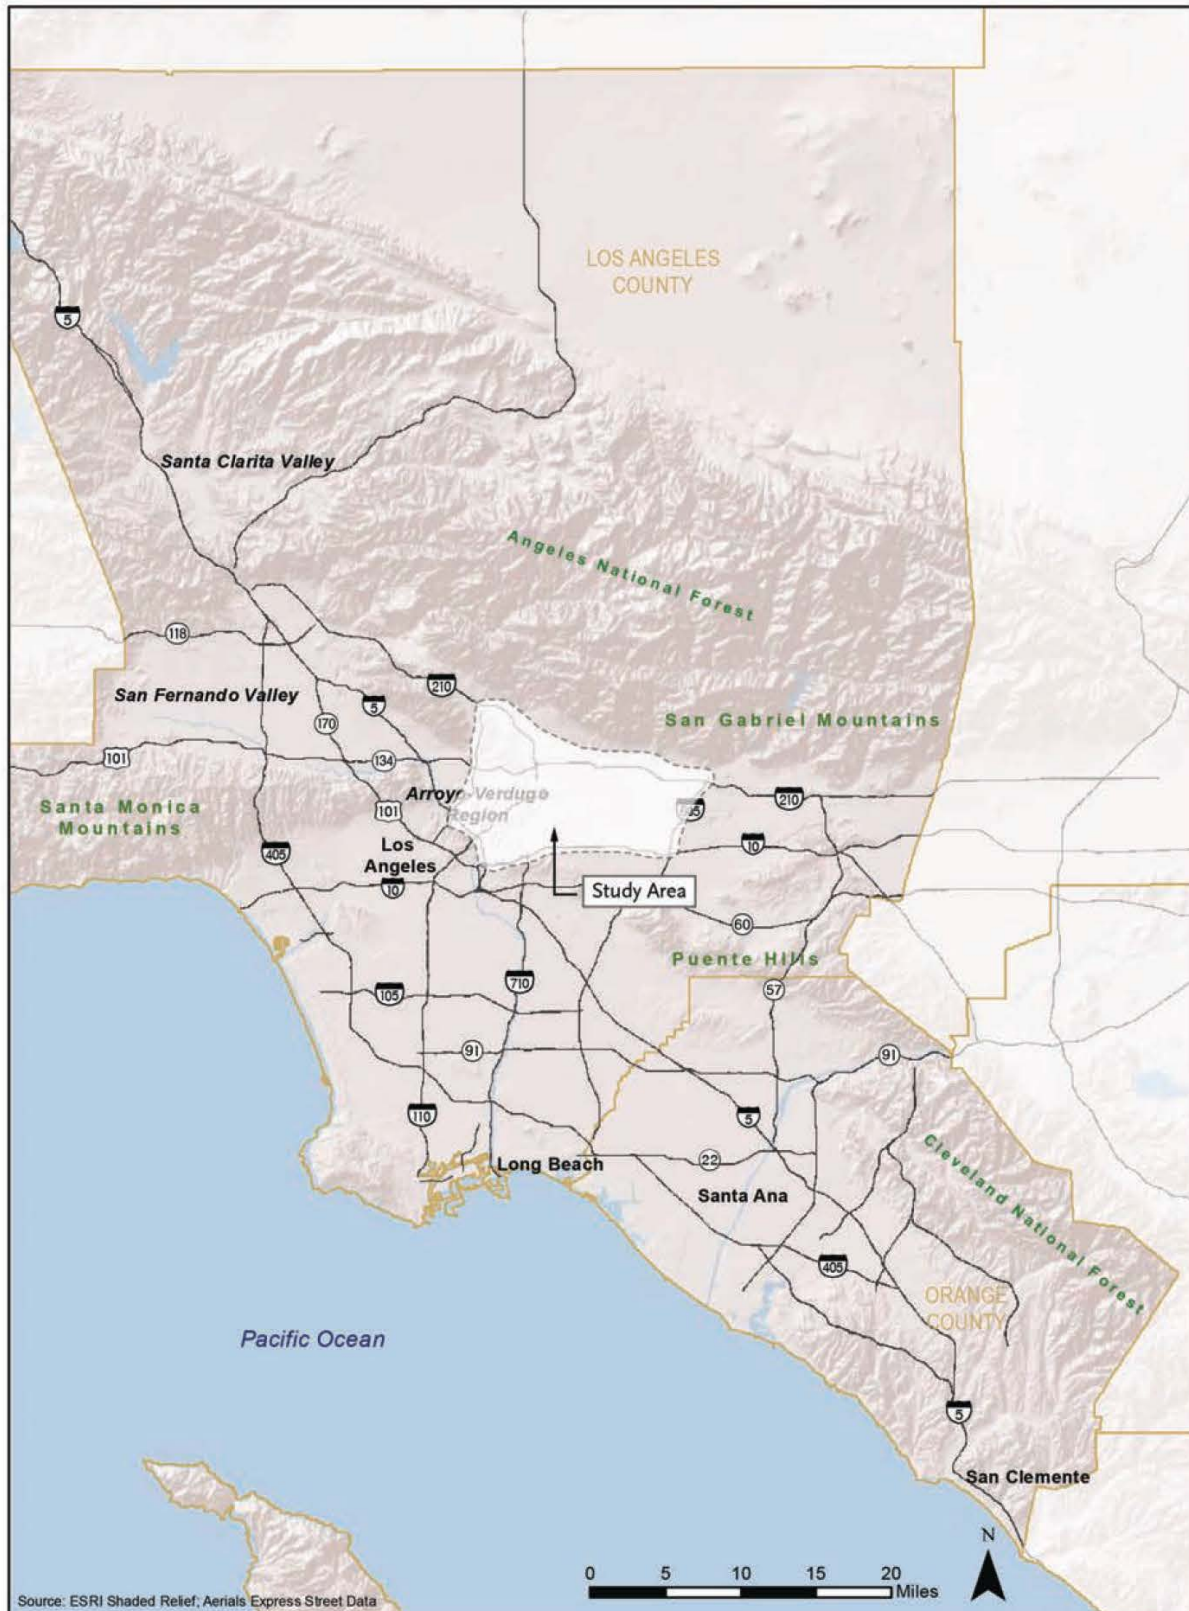 LOS ANGELES
COUNTY
5
Santa Clarita Valley
Angeles National Forest
118
210
San Fernando Valley
5
170
San Gabriel Mountains
101
134
Arroyo-Verdugo
Region
Santa Monica
Mountains
101
605
210
405
Los
Angeles
10
10
Study Area
60
Puente Hills
710
105
57
91
91
110
5
Cleveland National Forest
Long Beach
22
Santa Ana
405
ORANGE
COUNTY
Pacific Ocean
5
San Clemente
N
0 5 10 15 20
Miles
Source: ESRI Shaded Relief; Aerials Express Street Data